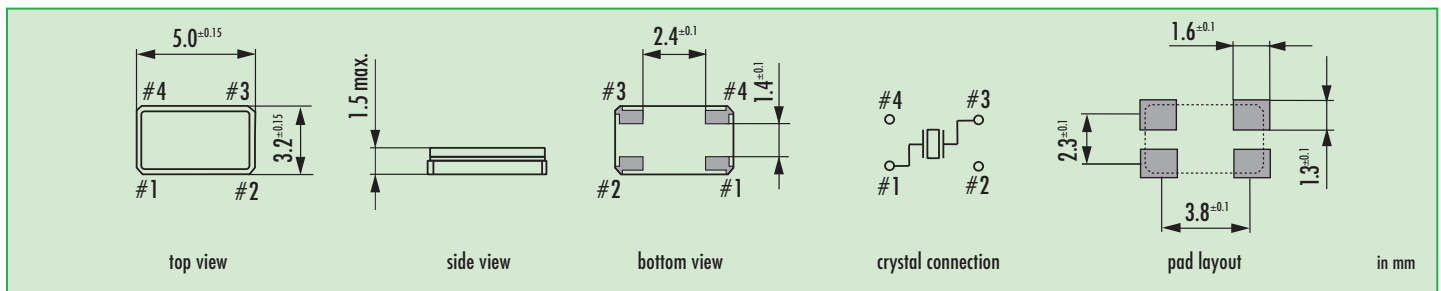 5.0±0.15
#4 #3
3.2±0.15
#1 #2
top view
1.5 max.
side view
2.4±0.1
#3 #4
1.4±0.1
#2 #1
bottom view
#4 #3
#1 #2
crystal connection
1.6±0.1
2.3±0.1
1.3±0.1
3.8±0.1
pad layout
in mm